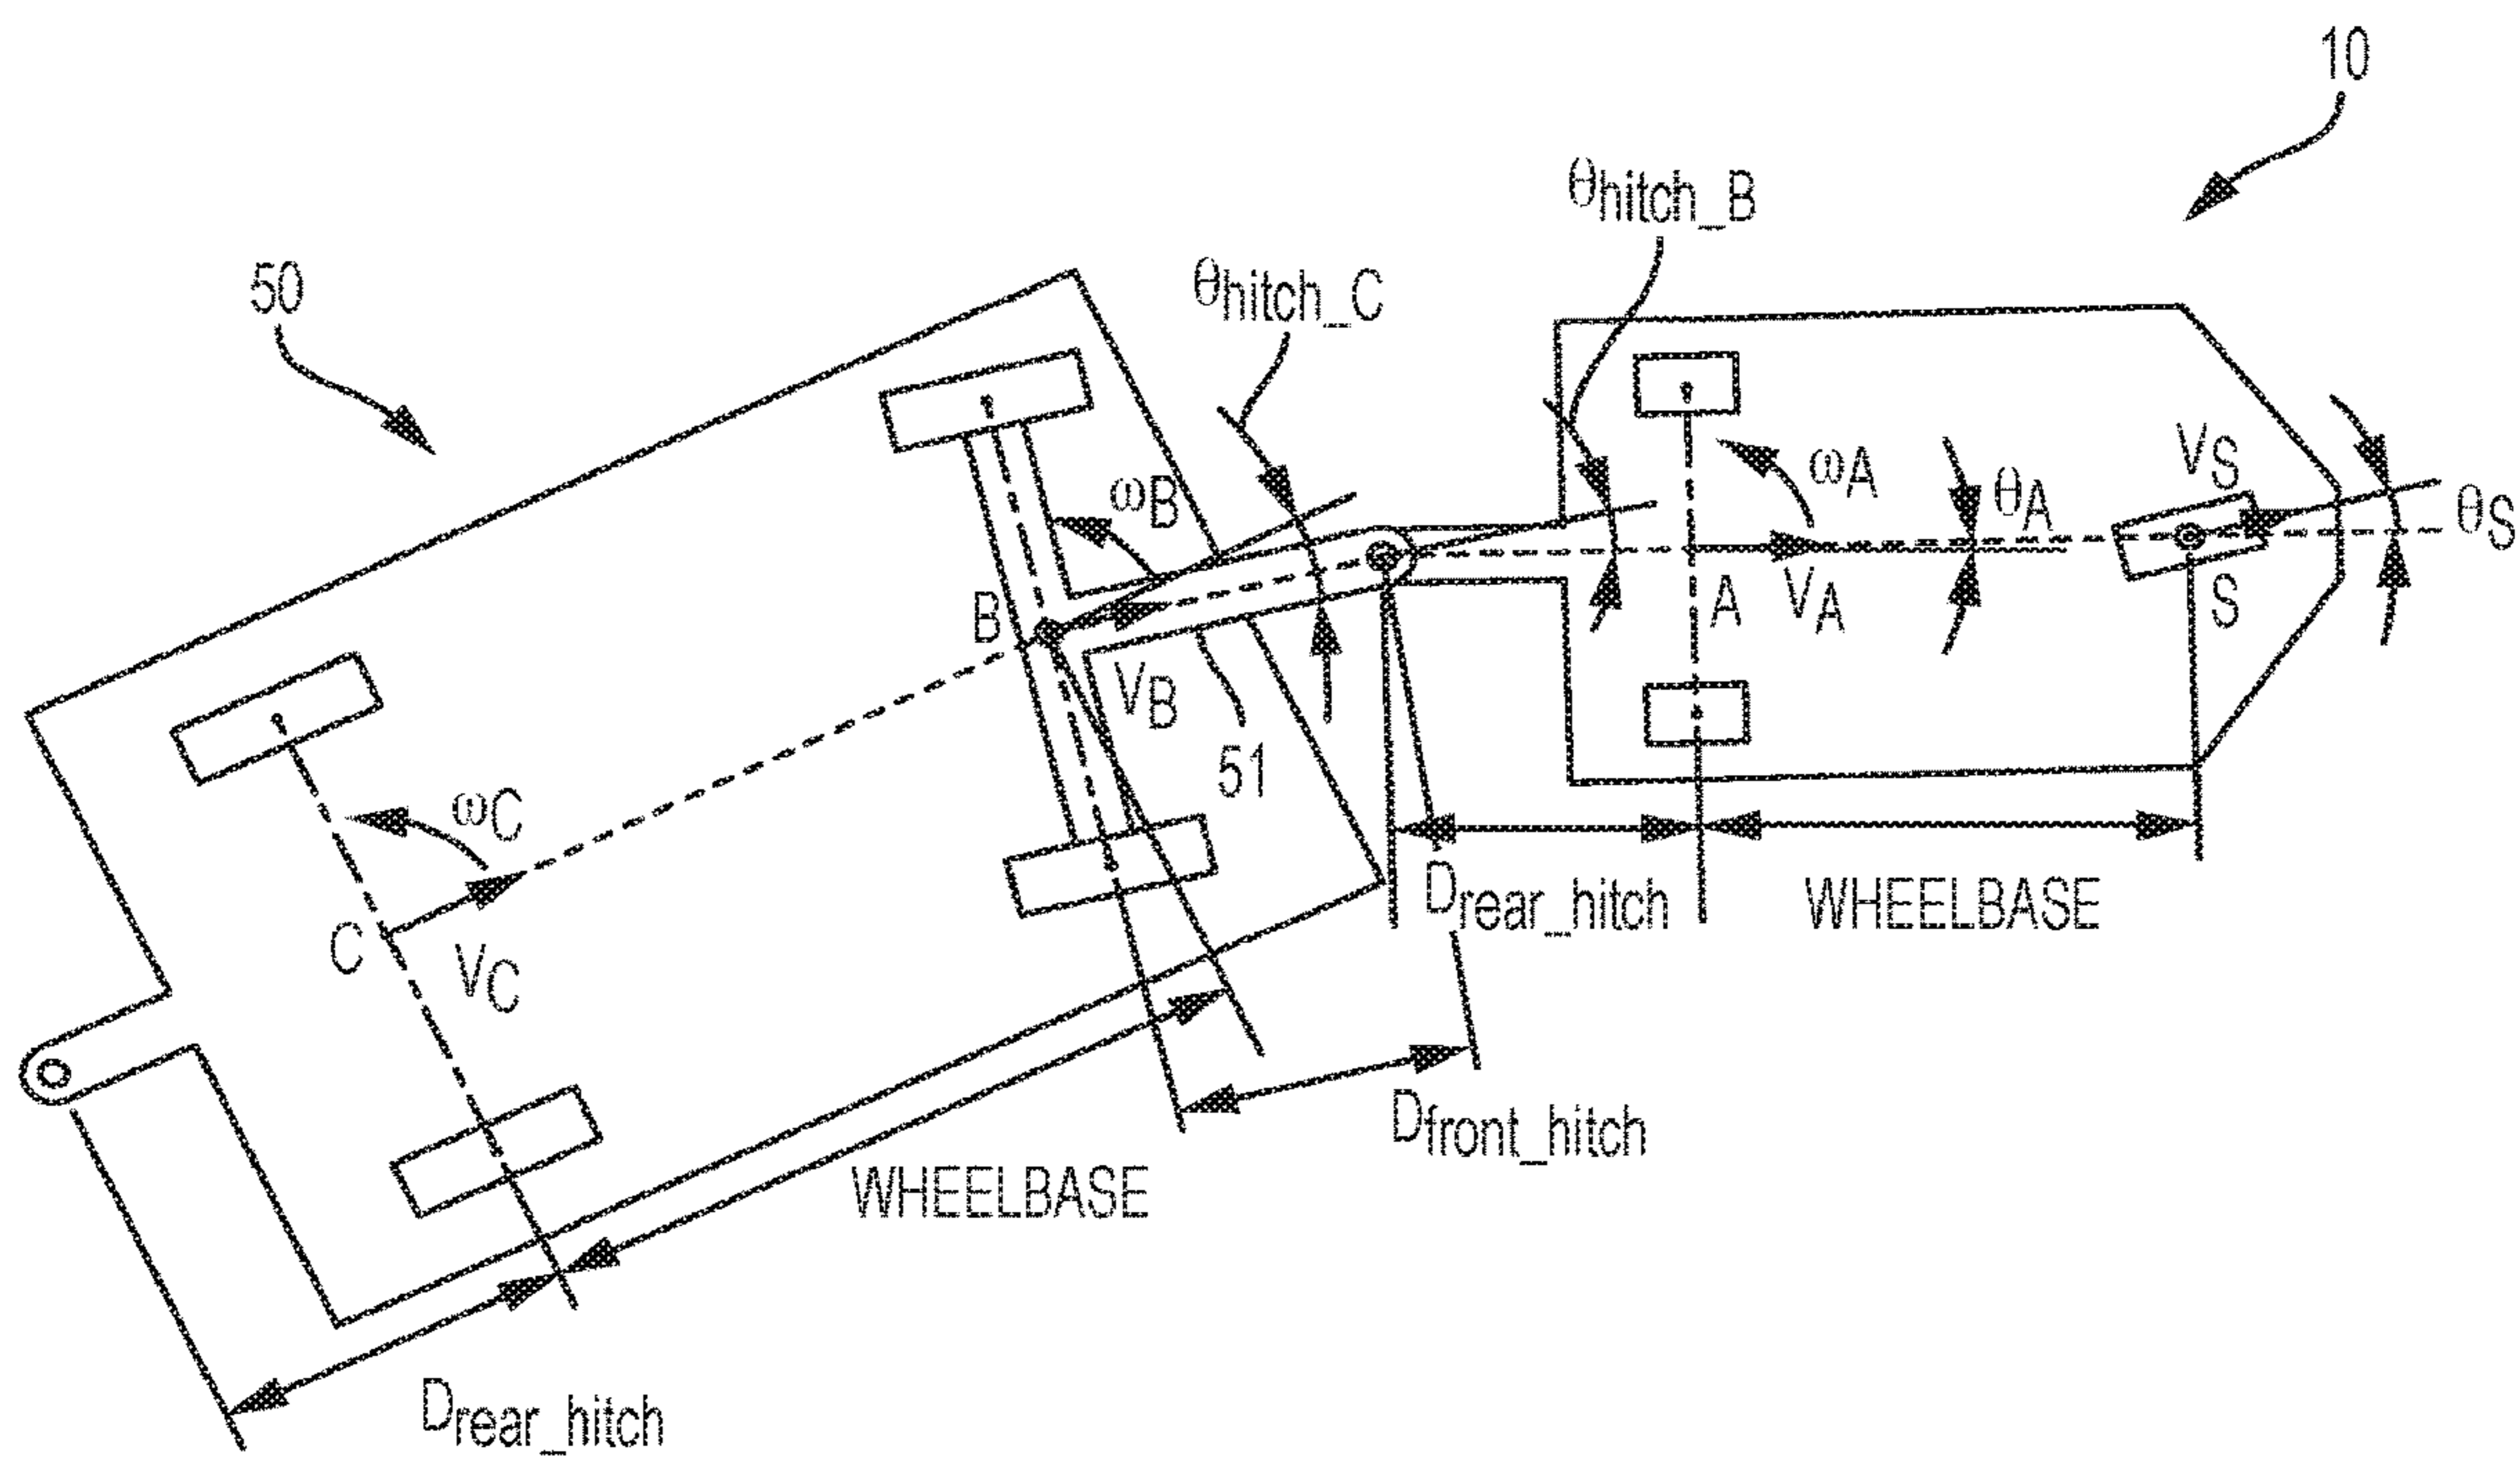 10
θhitch_B
50
θhitch_C
VS
ωA
θA
ωB
θS
B
A
VA
S
VB
51
ωC
Drear_hitch
WHEELBASE
C
VC
Dfront_hitch
WHEELBASE
Drear_hitch